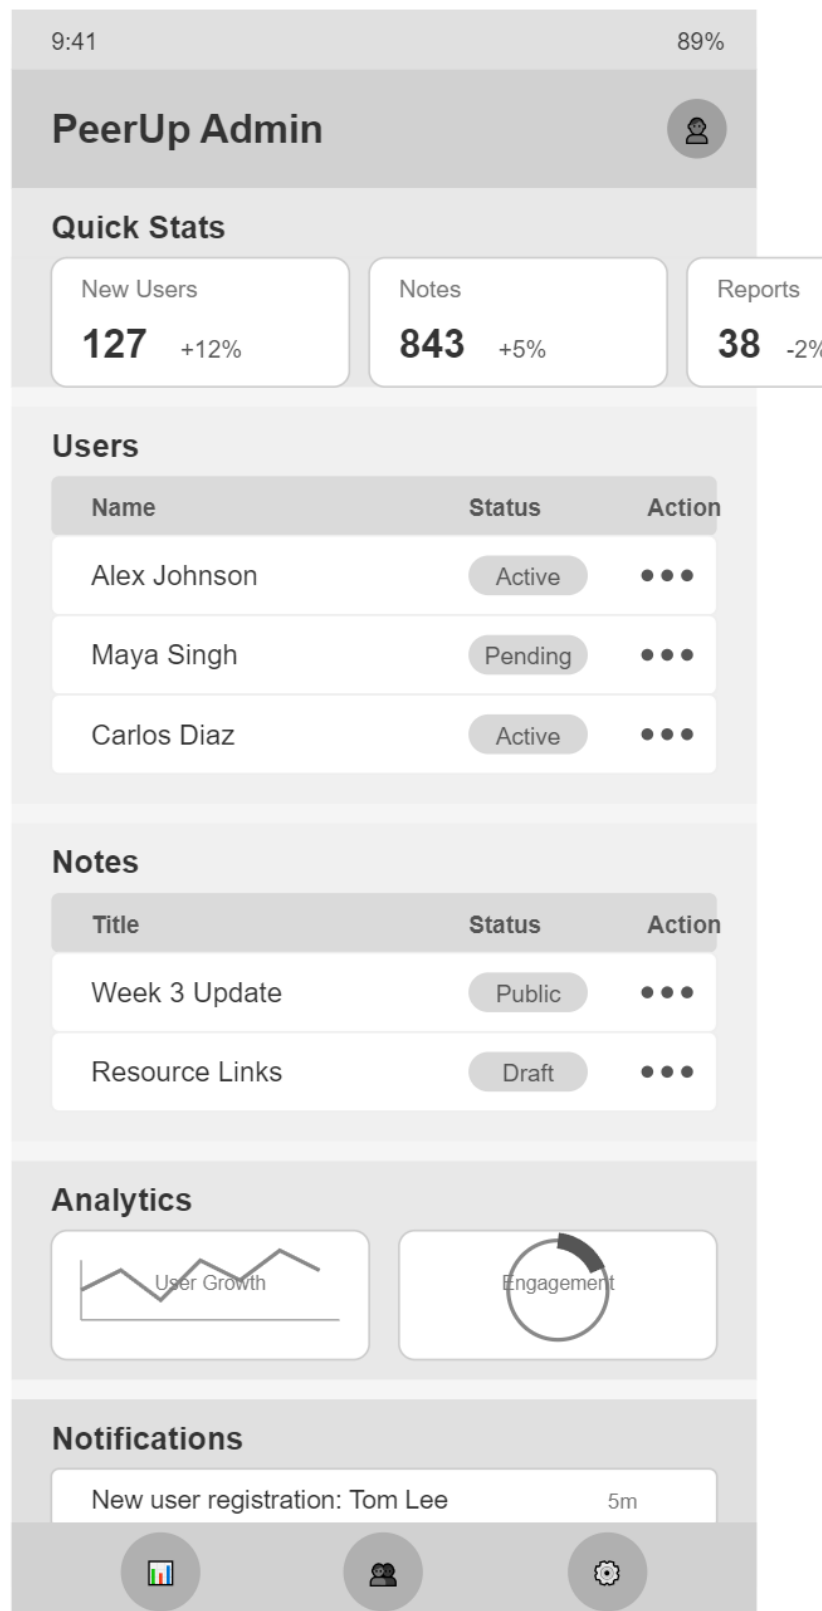 9:41 89%
PeerUp Admin
Quick Stats
New Users Notes Reports
127 +12% 843 +5% 38 -2%
Users
Name Status Action
Alex Johnson Active
Maya Singh Pending
Carlos Diaz Active
Notes
Title Status Action
Week 3 Update Public
Resource Links Draft
Analytics
User Growth Engagement
Notifications
New user registration: Tom Lee 5m